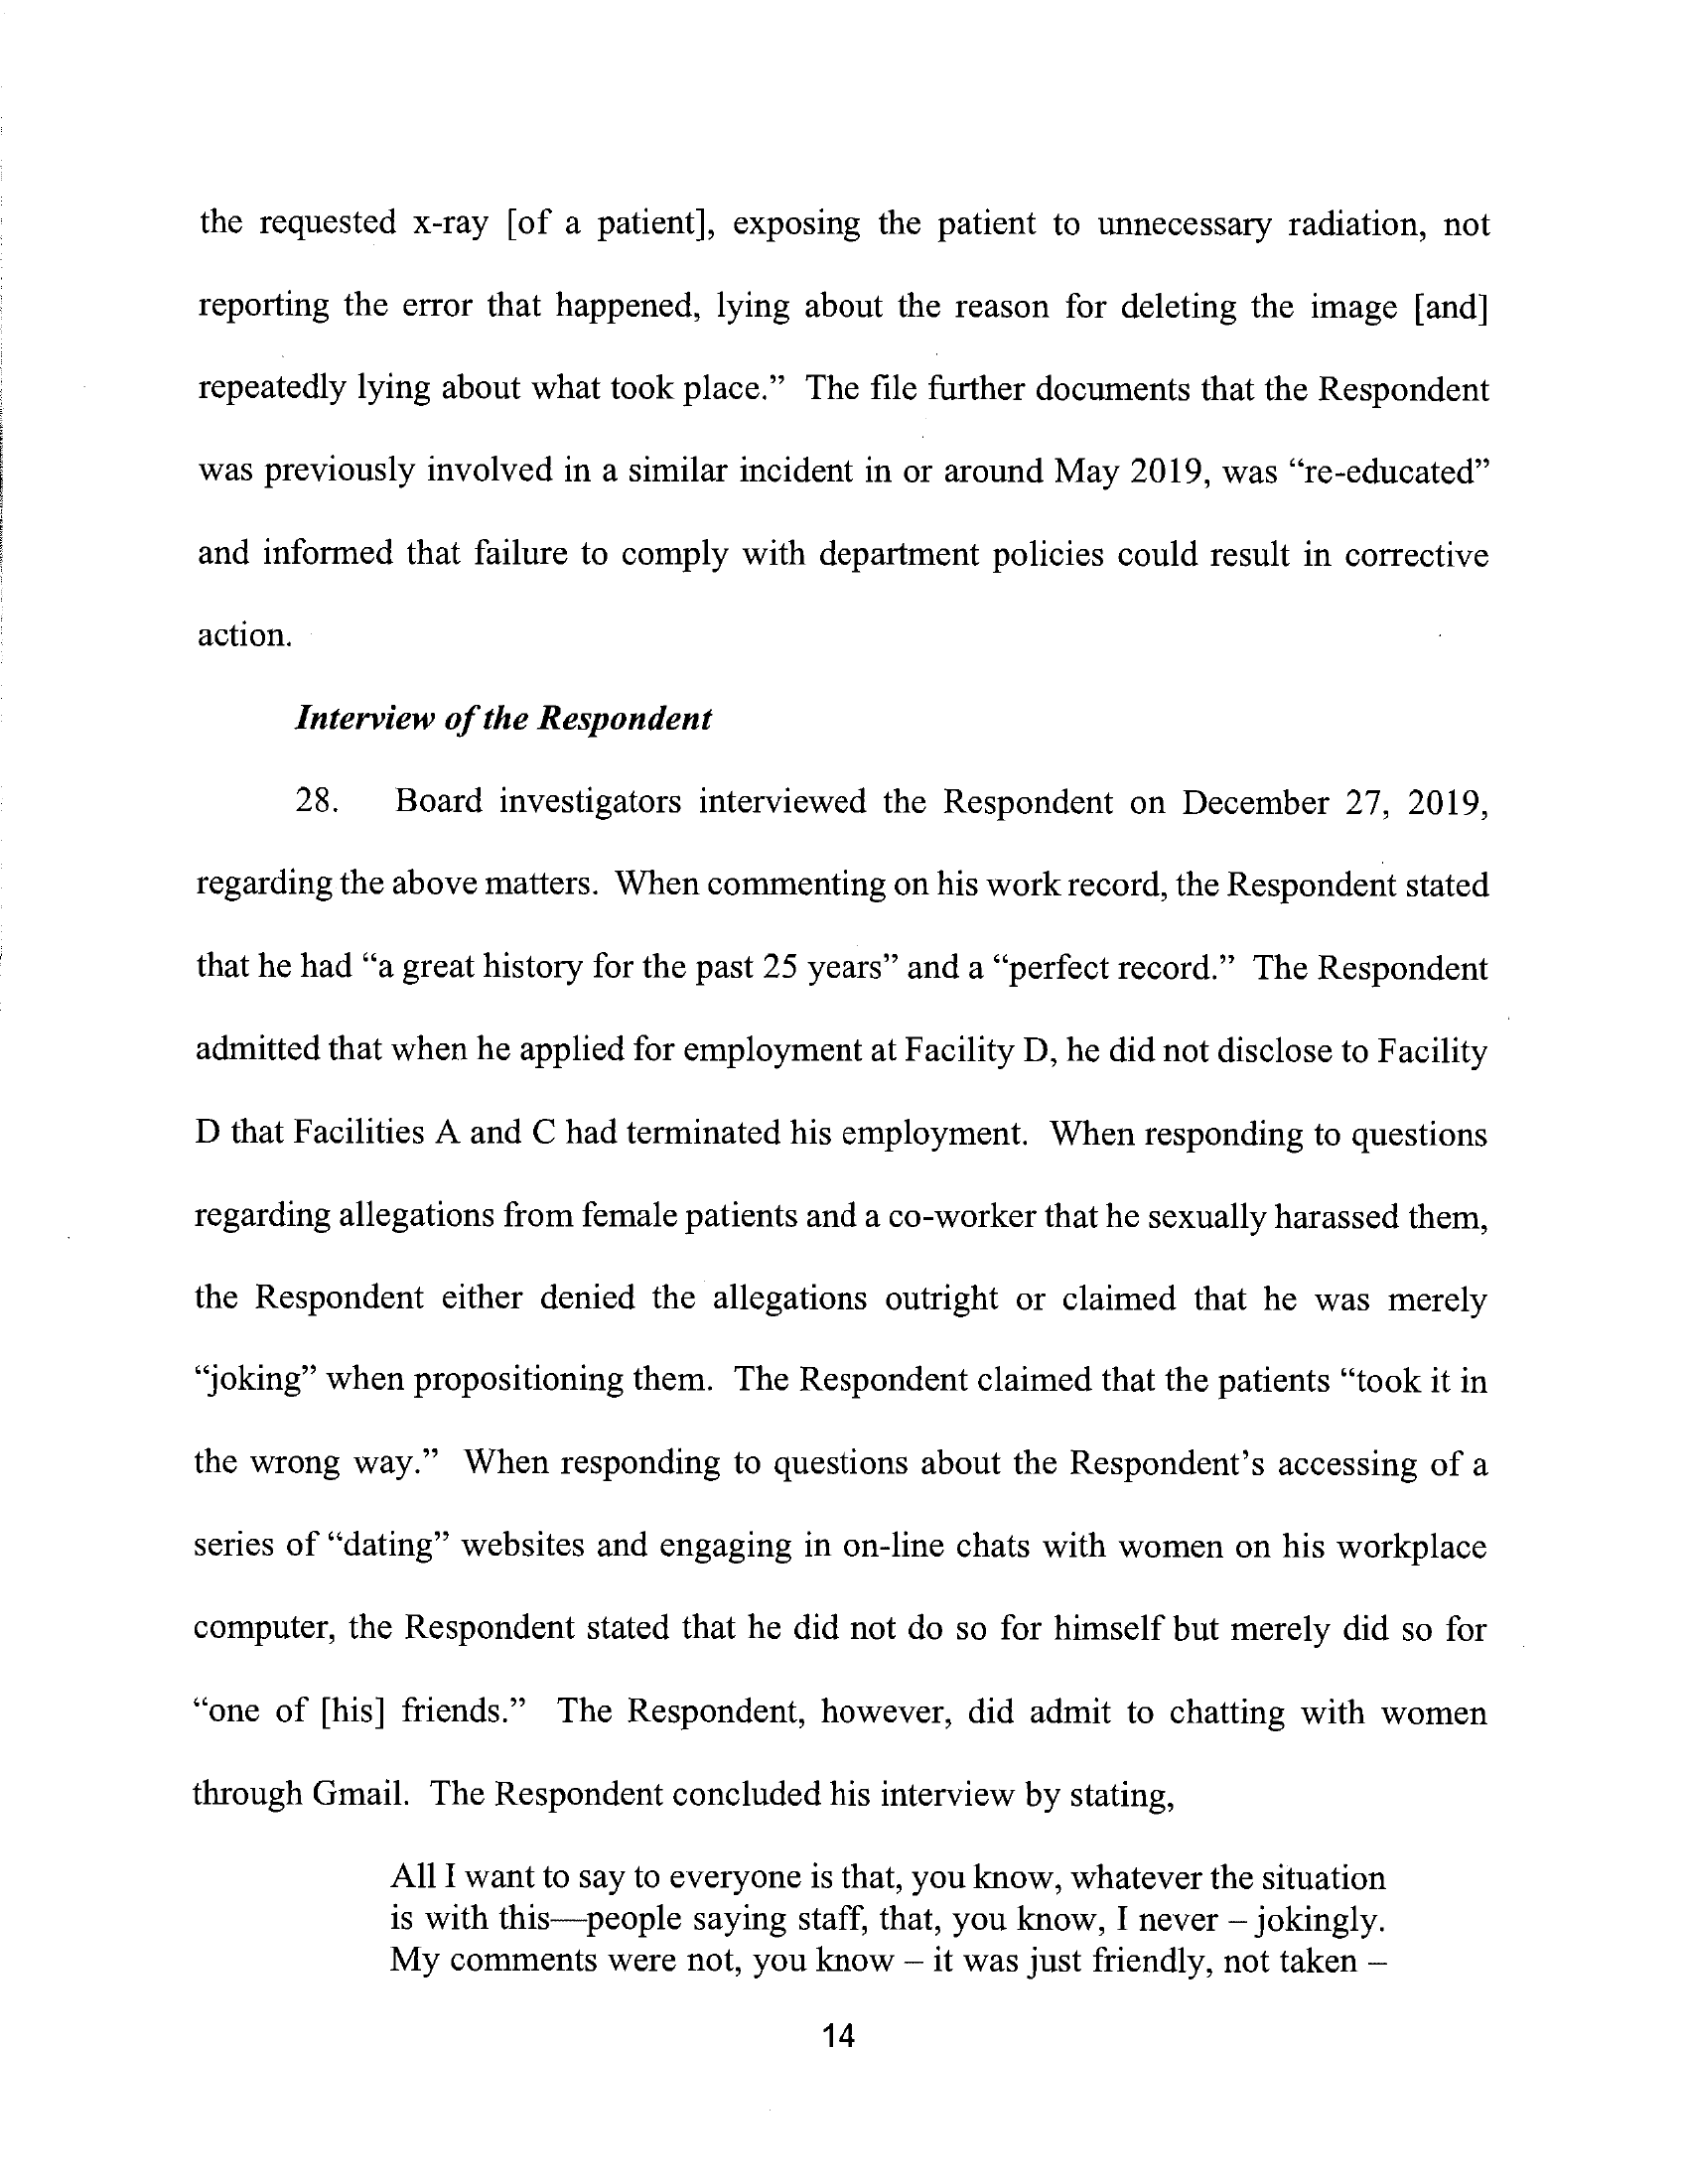 the requested x-ray [of a patient], exposing the patient to unnecessary radiation, not
reporting the error that happened, lying about the reason for deleting the image [and]
repeatedly lying about what took place.” The file further documents that the Respondent
was previously involved in a similar incident in or around May 2019, was “re-educated”
and informed that failure to comply with department policies could result in corrective
action.
Interview of the Respondent
28. Board investigators interviewed the Respondent on December 27, 2019,
regarding the above matters. When commenting on his work record, the Respondent stated
that he had “a great history for the past 25 years” and a “perfect record.” The Respondent
admitted that when he applied for employment at Facility D, he did not disclose to Facility
D that Facilities A and C had terminated his employment. When responding to questions
regarding allegations from female patients and a co-worker that he sexually harassed them,
the Respondent either denied the allegations outright or claimed that he was merely
“joking” when propositioning them. The Respondent claimed that the patients “took it in
the wrong way.” When responding to questions about the Respondent’s accessing of a
series of “dating” websites and engaging in on-line chats with women on his workplace
computer, the Respondent stated that he did not do so for himself but merely did so for
“one of [his] friends.” The Respondent, however, did admit to chatting with women
through Gmail. The Respondent concluded his interview by stating,
All I want to say to everyone is that, you know, whatever the situation
is with this—people saying staff, that, you know, I never – jokingly.
My comments were not, you know – it was just friendly, not taken –
14